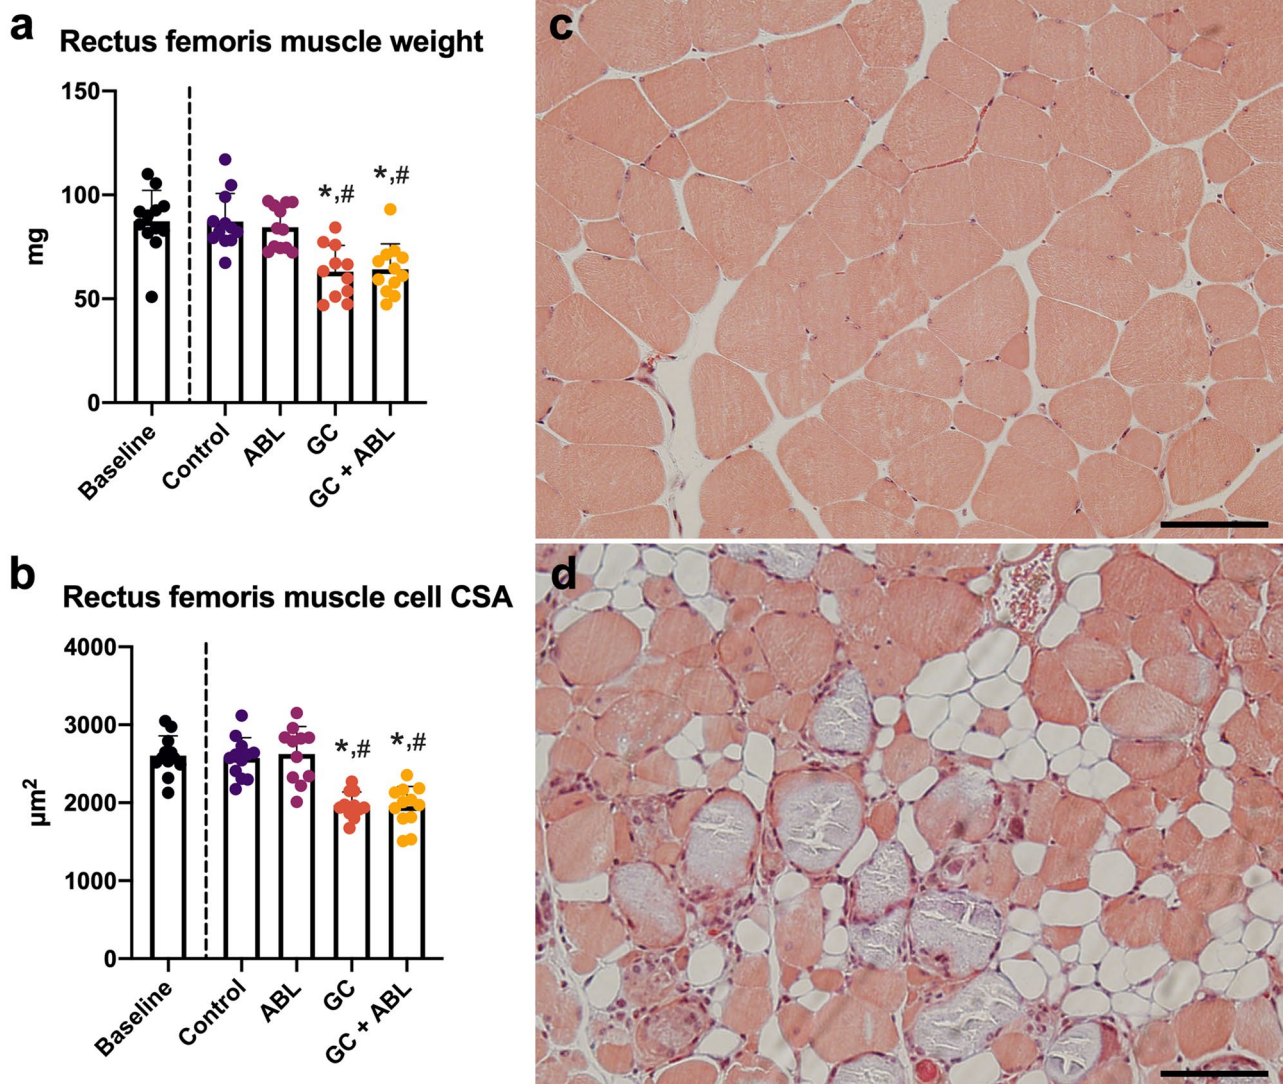 a
Rectus femoris muscle weight
150
100
50
0
mg
*,#
*,#
Baseline
Control
ABL
GC
GC + ABL
b
Rectus femoris muscle cell CSA
4000
3000
2000
1000
0
µm²
*,#
*,#
Baseline
Control
ABL
GC
GC + ABL
c
d